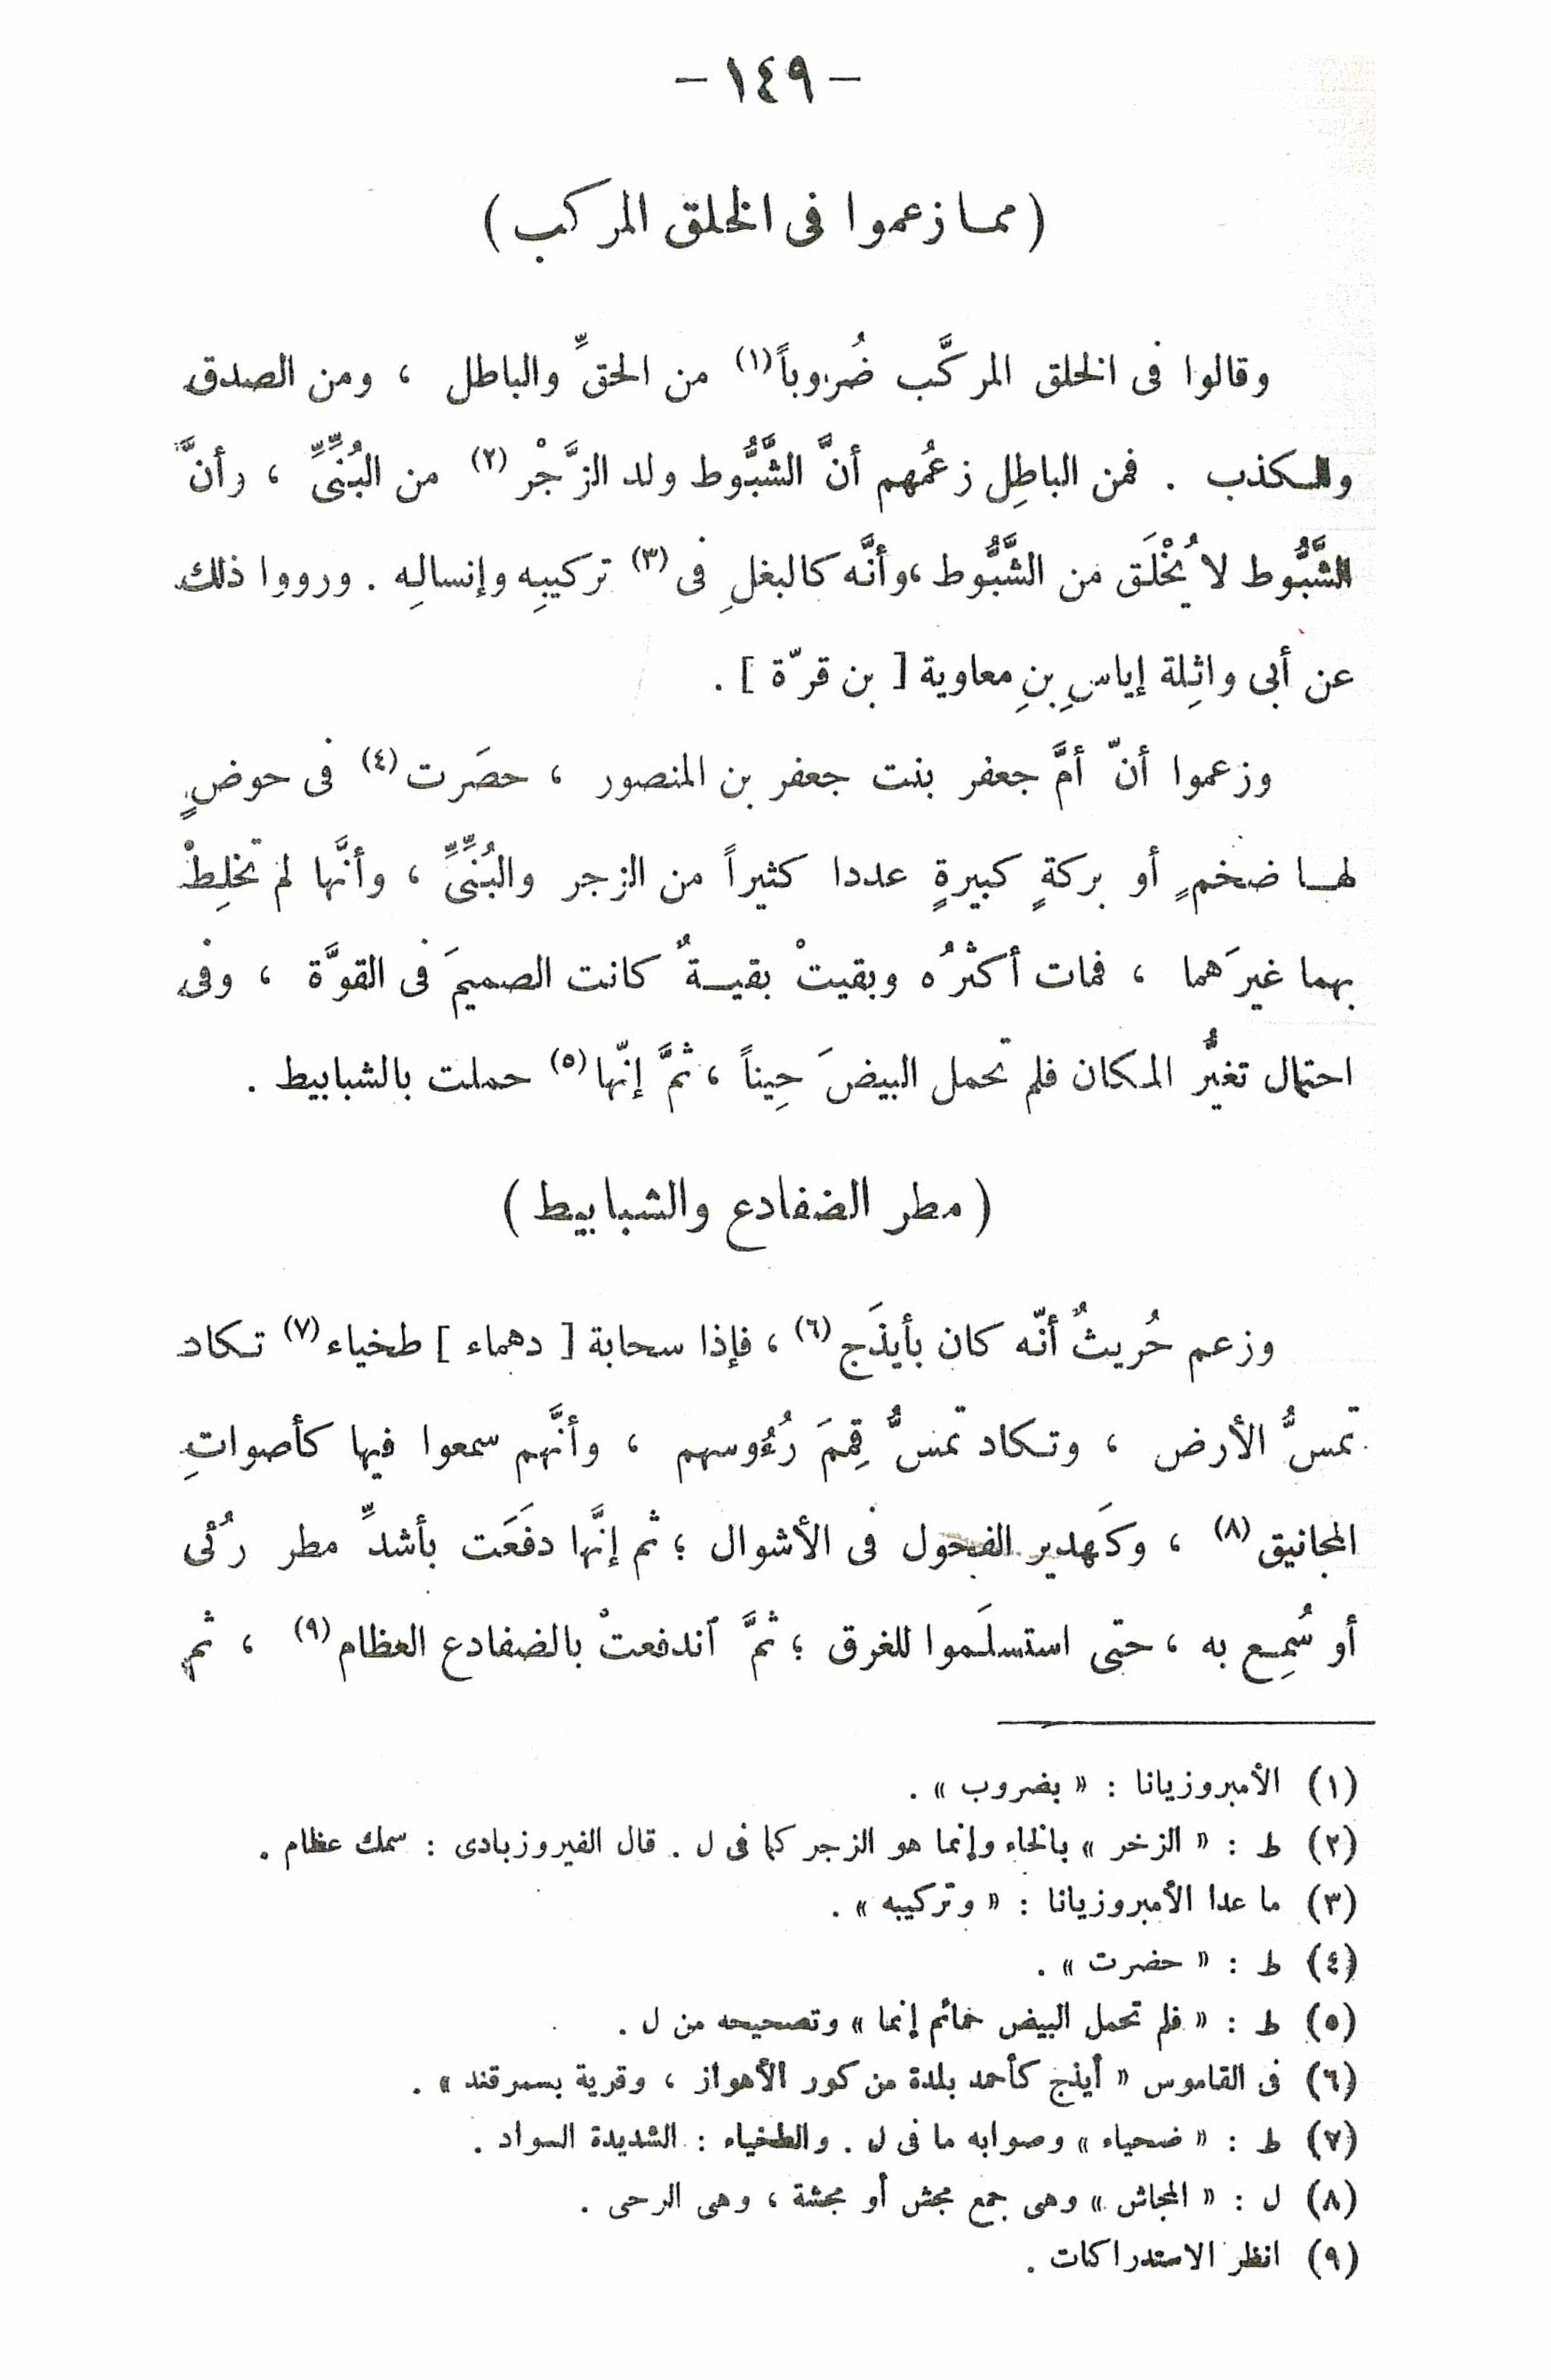 - ١٤٩ -
( مما زعموا فى الخلق المركب )
وقالوا فى الخلق المركَّب ضُروباً (١) من الحقِّ والباطل ، ومن الصدق
والكذب . فمن الباطِل زعُمهم أنَّ الشَّبُّوط ولد الزَّجْر (٢) من البُنِّىِّ ، وأنَّ
الشَّبُّوط لا يُخْلَق من الشَّبُّوط ، وأنَّه كالبغلِ فى (٣) تركيبِه وإنسالِه . ورووا ذلك
عن أبى واثِلة إياسِ بنِ معاوية [ بن قرّة ] .
وزعموا أنّ أمَّ جعفر بنت جعفر بن المنصور ، حصَرت (٤) فى حوضٍ
لها ضخمٍ أو بركةٍ كبيرةٍ عددا كثيراً من الزجر والبُنِّىِّ ، وأنَّها لم تخلِطْ
بهما غيرَهما ، فمات أكثرُه وبقيتْ بقيةٌ كانت الصميمَ فى القوَّة ، وفى
احتمال تغيُّر المكان فلم تحمل البيضَ حِيناً ، ثمَّ إنّها (٥) حملت بالشبابيط .
( مطر الضفادع والشبابيط )
وزعم حُريثٌ أنّه كان بأيذَج (٦) ، فإذا سحابة [ دهماء ] طخياء (٧) تكاد
تمسُّ الأرض ، وتكاد تمسُّ قِممَ رُءُوسهم ، وأنَّهم سمعوا فيها كأصواتِ
المجانيق (٨) ، وكَهدير الفحول فى الأشوال ؛ ثم إنَّها دفَعَت بأشدِّ مطر رُئى
أو سُمِع به ، حتى استسلَموا للغرق ؛ ثمَّ ٱندفعتْ بالضفادع العظام (٩) ، ثم
(١) الأمبروزيانا : « بضروب » .
(٢) ط : « الزخر » بالخاء وإنما هو الزجر كما فى ل . قال الفيروزبادى : سمك عظام .
(٣) ما عدا الأمبروزيانا : « وتركيبه » .
(٤) ط : « حضرت » .
(٥) ط : « فلم تحمل البيض حمائم إنما » وتصحيحه من ل .
(٦) فى القاموس « أيذج كأحمد بلدة من كور الأهواز ، وقرية بسمرقند » .
(٧) ط : « ضحياء » وصوابه ما فى ل . والطخياء : الشديدة السواد .
(٨) ل : « المجاش » وهى جمع مجش أو مجشة ، وهى الرحى .
(٩) انظر الاستدراكات .